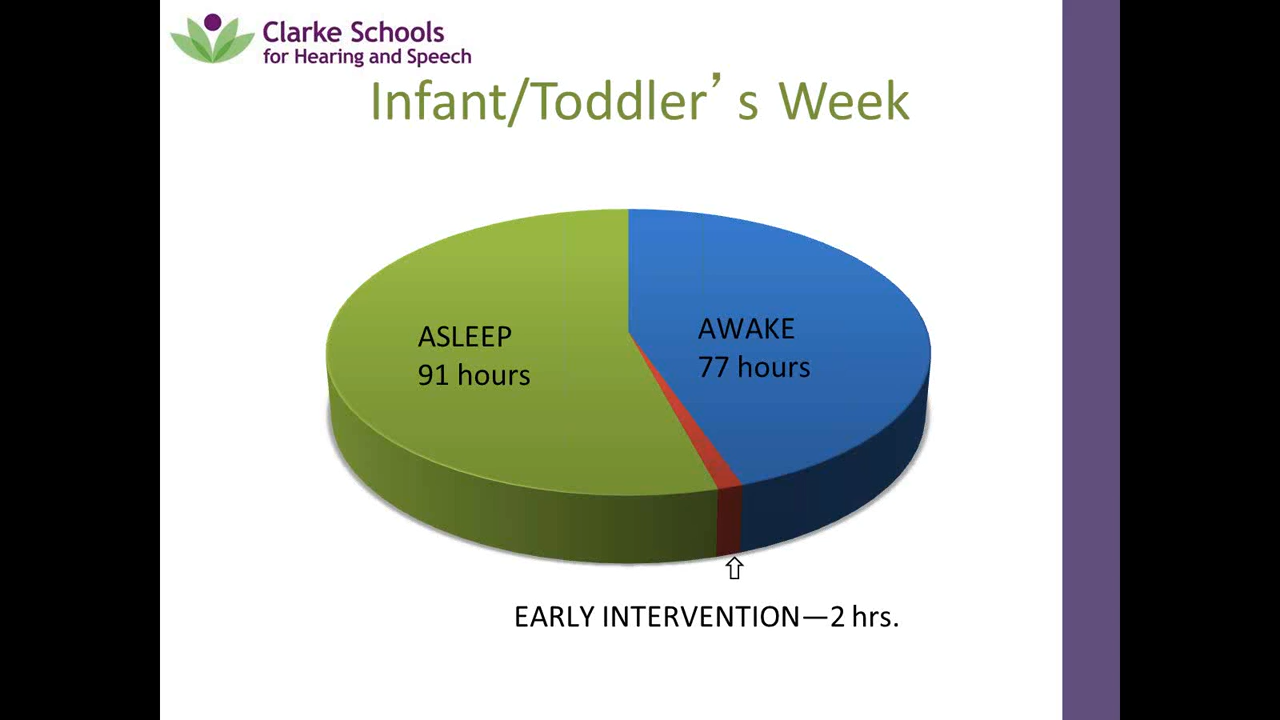 Clarke Schools
for Hearing and Speech
Infant/Toddler’s Week
ASLEEP
91 hours
AWAKE
77 hours
EARLY INTERVENTION—2 hrs.